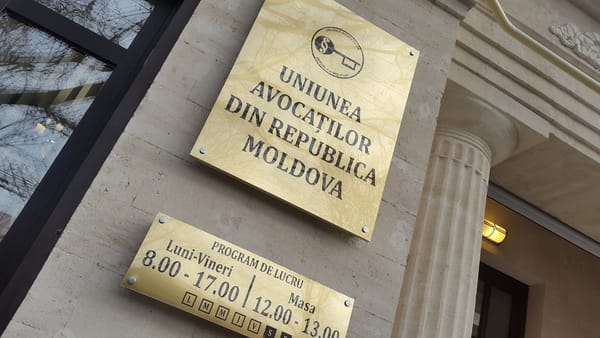 UNIUNEA
AVOCAȚILOR
DIN REPUBLICA
MOLDOVA
PROGRAM DE LUCRU
Luni-Vineri
8.00 - 17.00
Masa
12.00 - 13.00
L M M J V S